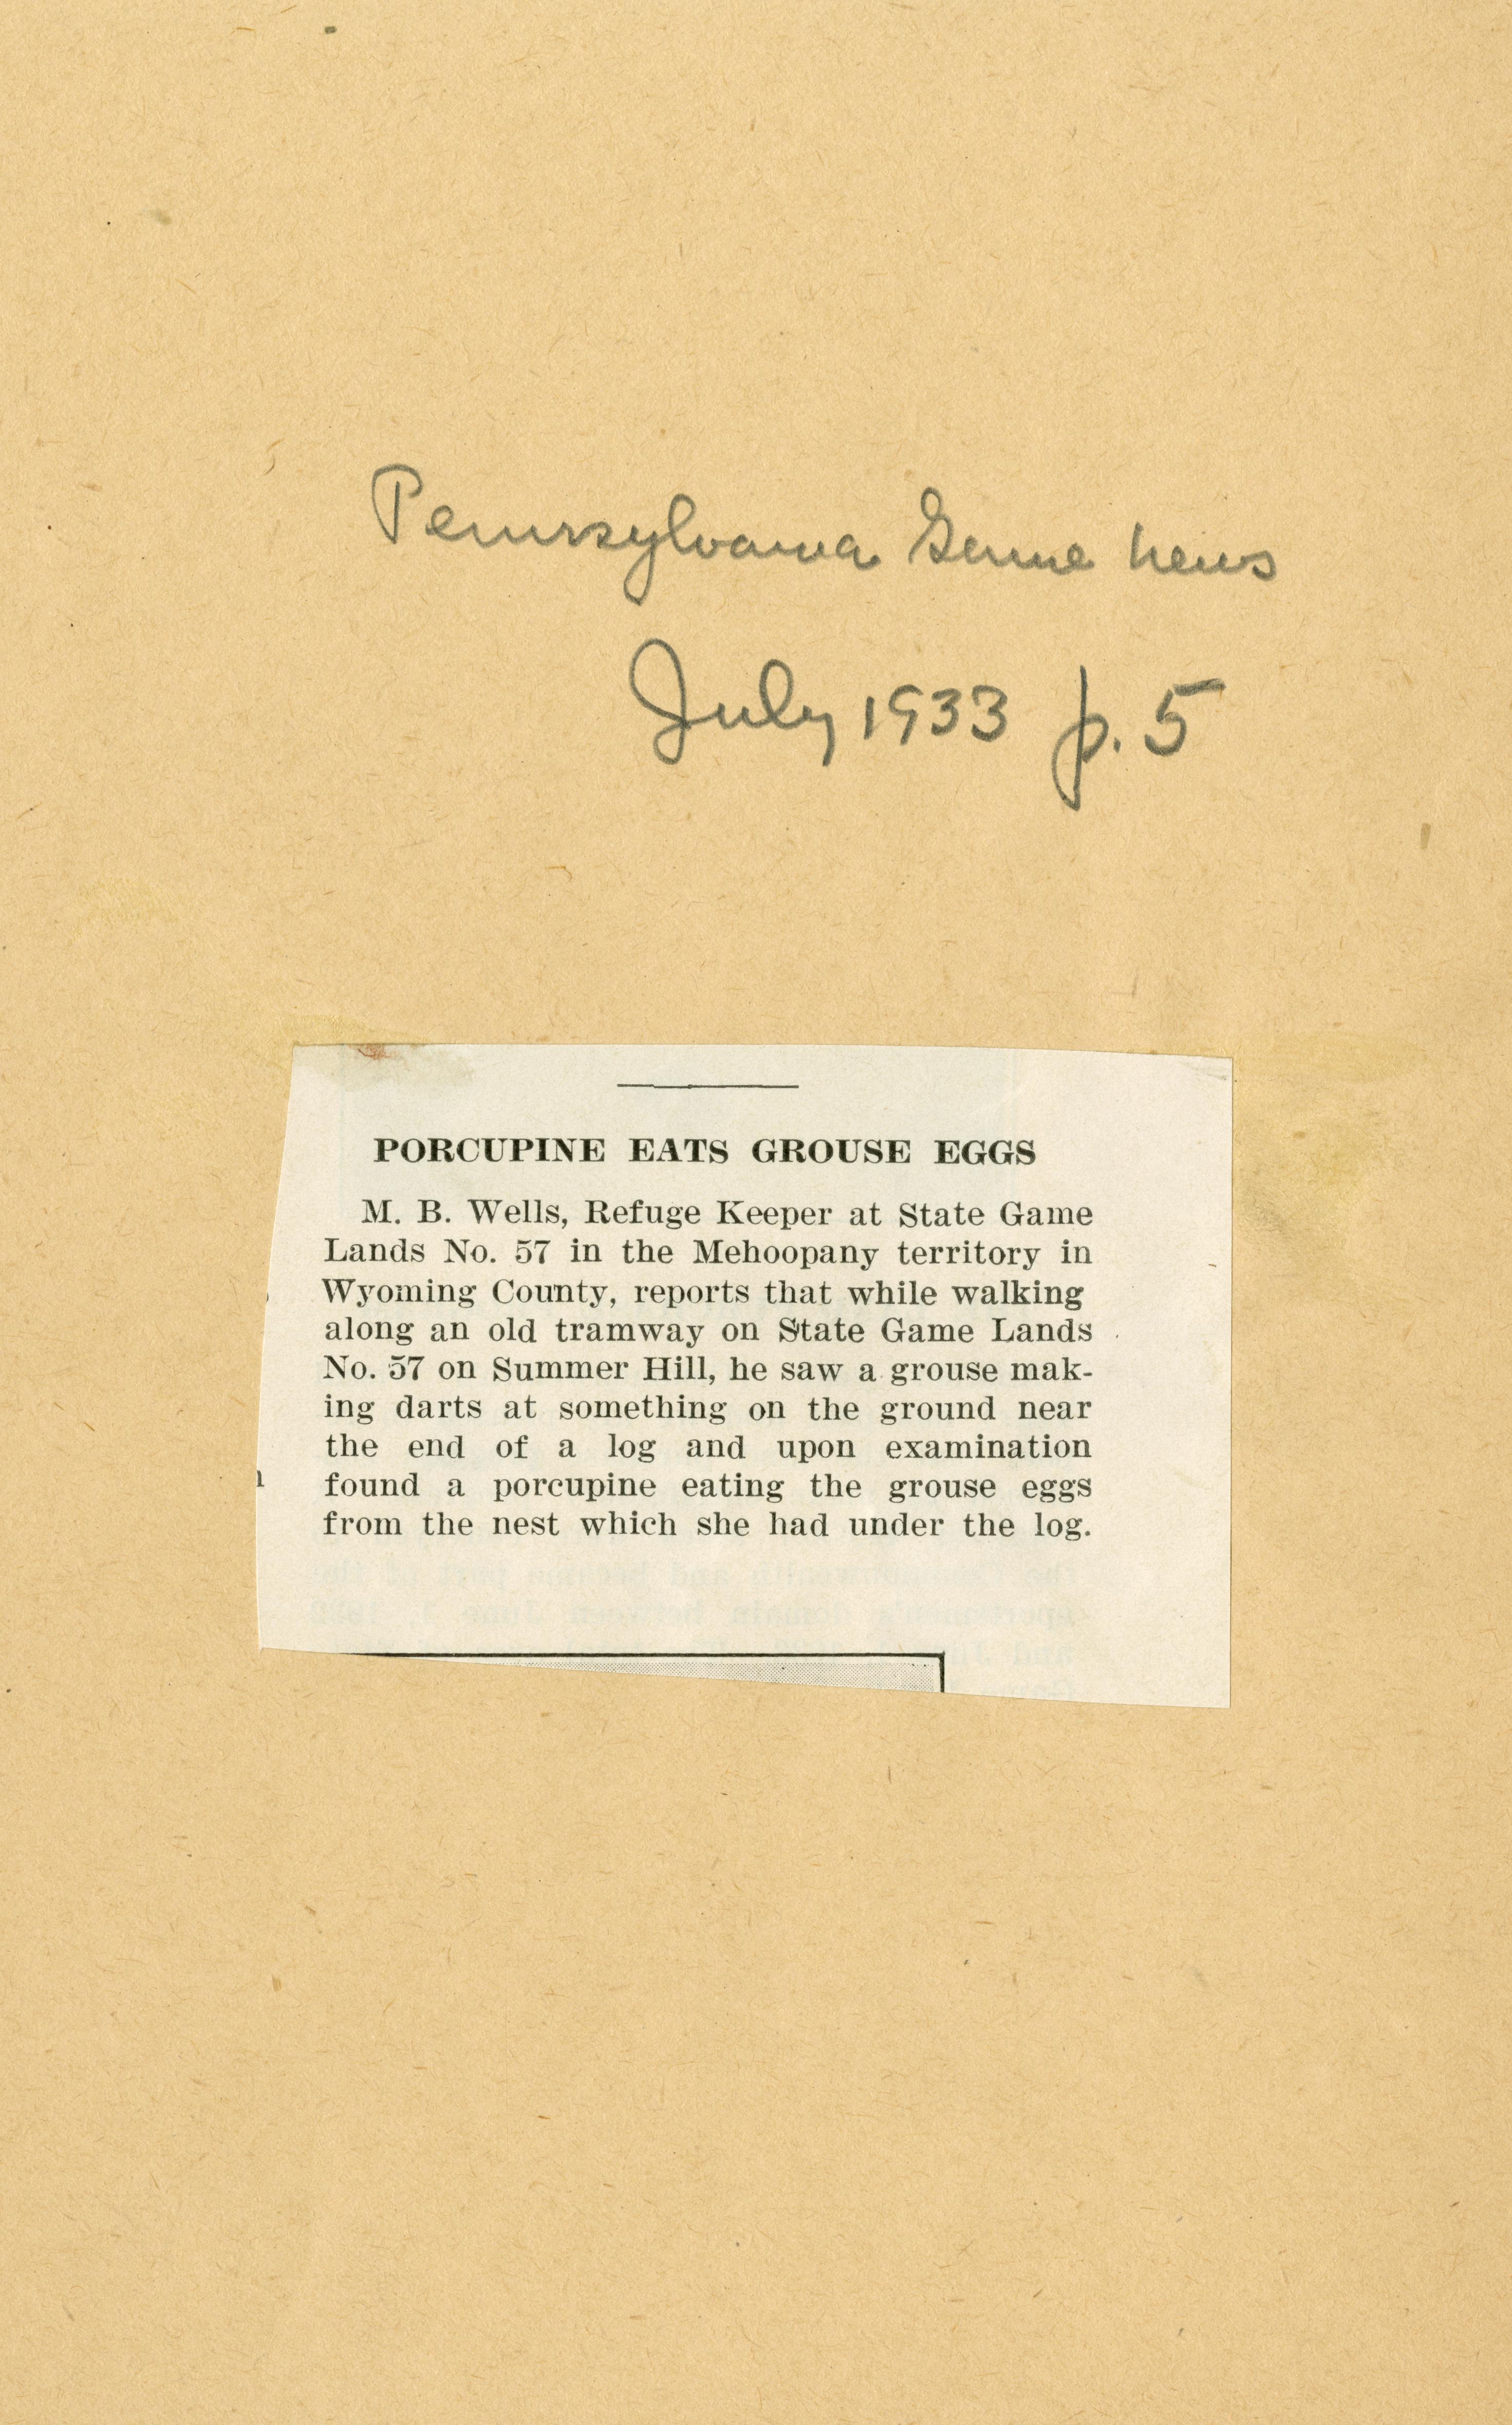 Pennsylvania Game News
July 1933 p. 5
PORCUPINE EATS GROUSE EGGS
M. B. Wells, Refuge Keeper at State Game
Lands No. 57 in the Mehoopany territory in
Wyoming County, reports that while walking
along an old tramway on State Game Lands
No. 57 on Summer Hill, he saw a grouse mak-
ing darts at something on the ground near
the end of a log and upon examination
found a porcupine eating the grouse eggs
from the nest which she had under the log.